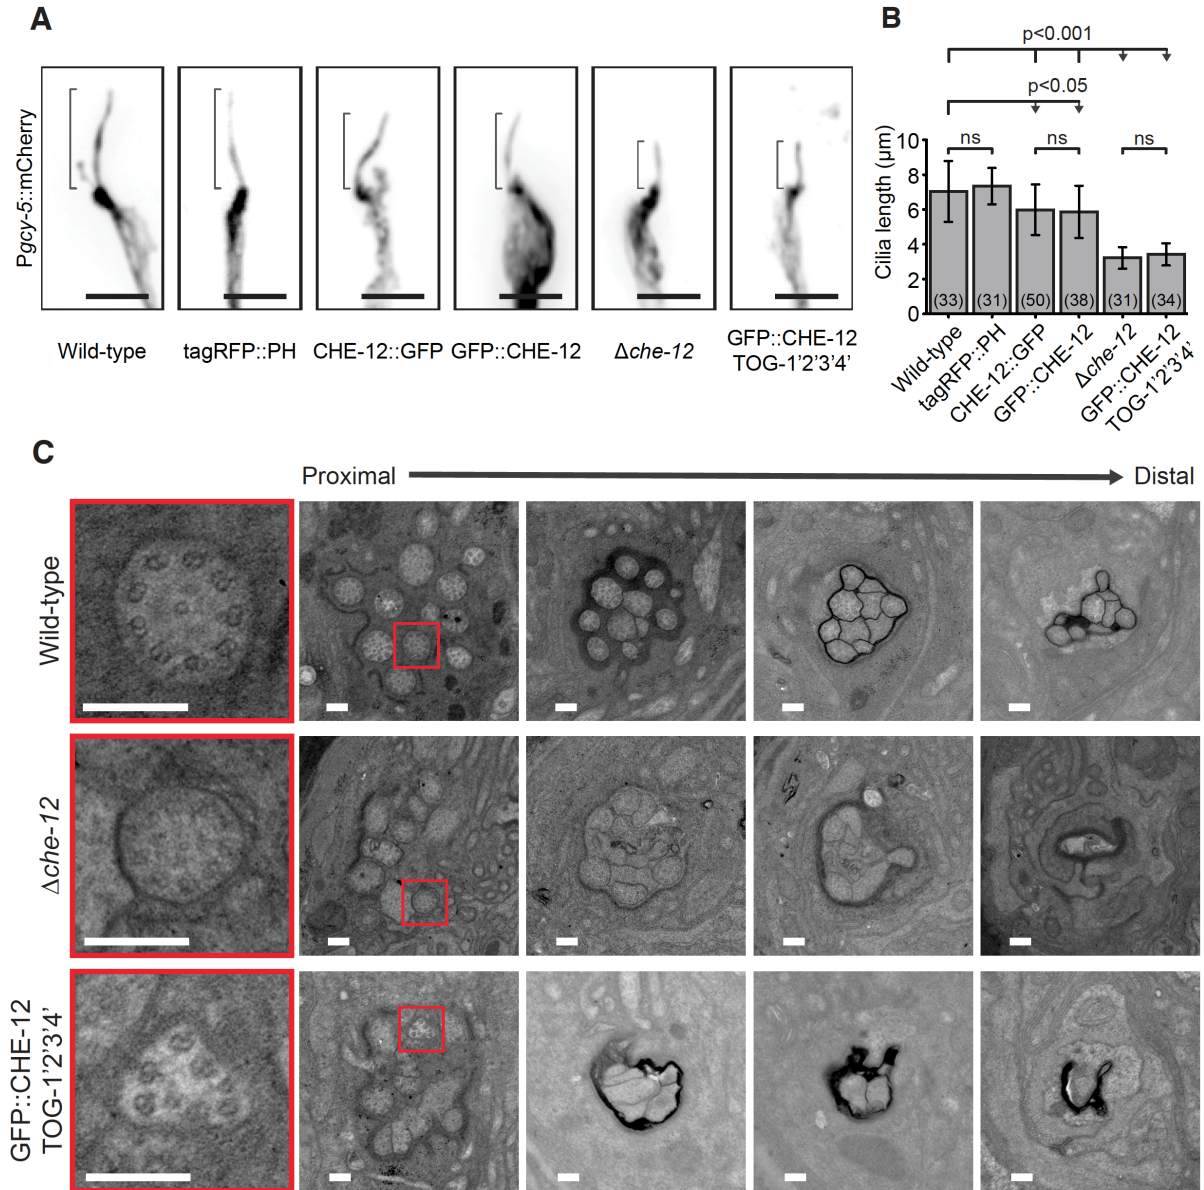 A
Pgcy-5::mCherry
Wild-type
tagRFP::PH
CHE-12::GFP
GFP::CHE-12
Δche-12
GFP::CHE-12
TOG-1'2'3'4'
B
p<0.001
p<0.05
ns
ns
ns
Cilia length (μm)
10
8
6
4
2
0
(33)
(31)
(50)
(38)
(31)
(34)
Wild-type
tagRFP::PH
CHE-12::GFP
GFP::CHE-12
Δche-12
GFP::CHE-12
TOG-1'2'3'4'
C
Proximal
Distal
Wild-type
Δche-12
GFP::CHE-12
TOG-1'2'3'4'